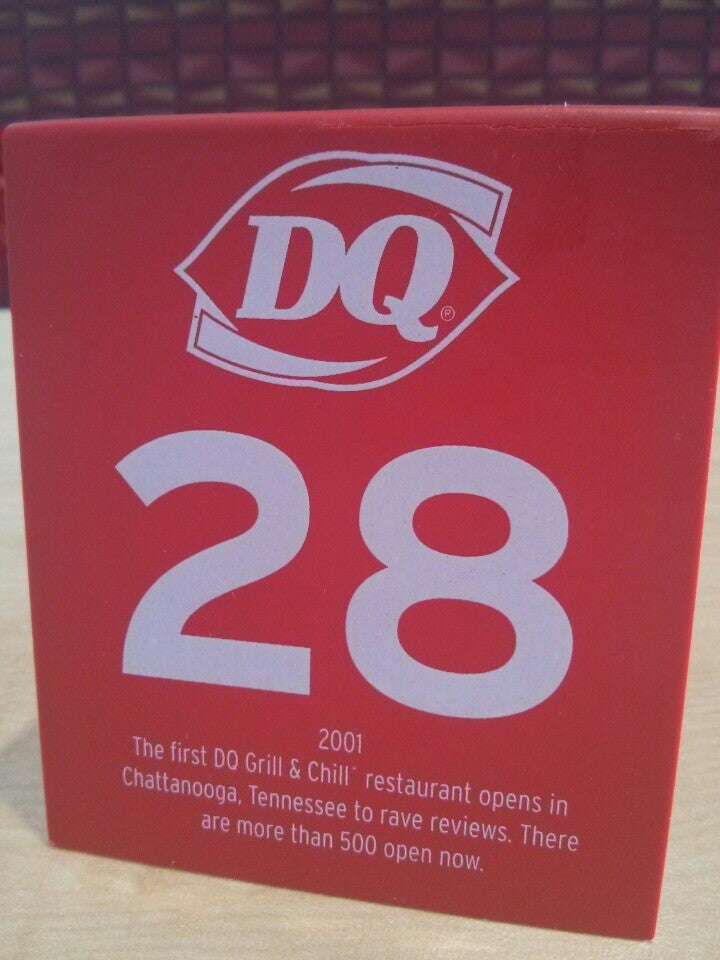 DQ
28
2001
The first DQ Grill & Chill restaurant opens in
Chattanooga, Tennessee to rave reviews. There
are more than 500 open now.